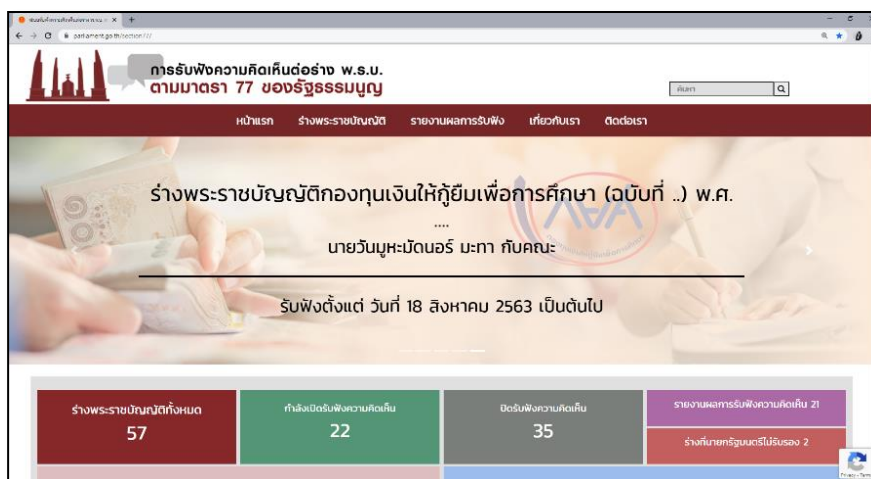 parliament.go.th/section77/
การรับฟังความคิดเห็นต่อร่าง พ.ร.บ.
ตามมาตรา 77 ของรัฐธรรมนูญ
ค้นหา
หน้าแรก ร่างพระราชบัญญัติ รายงานผลการรับฟัง เกี่ยวกับเรา ติดต่อเรา
ร่างพระราชบัญญัติกองทุนเงินให้กู้ยืมเพื่อการศึกษา (ฉบับที่ ..) พ.ศ.
....
นายวันมูหะมัดนอร์ มะทา กับคณะ
รับฟังตั้งแต่ วันที่ 18 สิงหาคม 2563 เป็นต้นไป
ร่างพระราชบัญญัติทั้งหมด
57
กำลังเปิดรับฟังความคิดเห็น
22
ปิดรับฟังความคิดเห็น
35
รายงานผลการรับฟังความคิดเห็น 21
ร่างที่นายกรัฐมนตรีไม่รับรอง 2